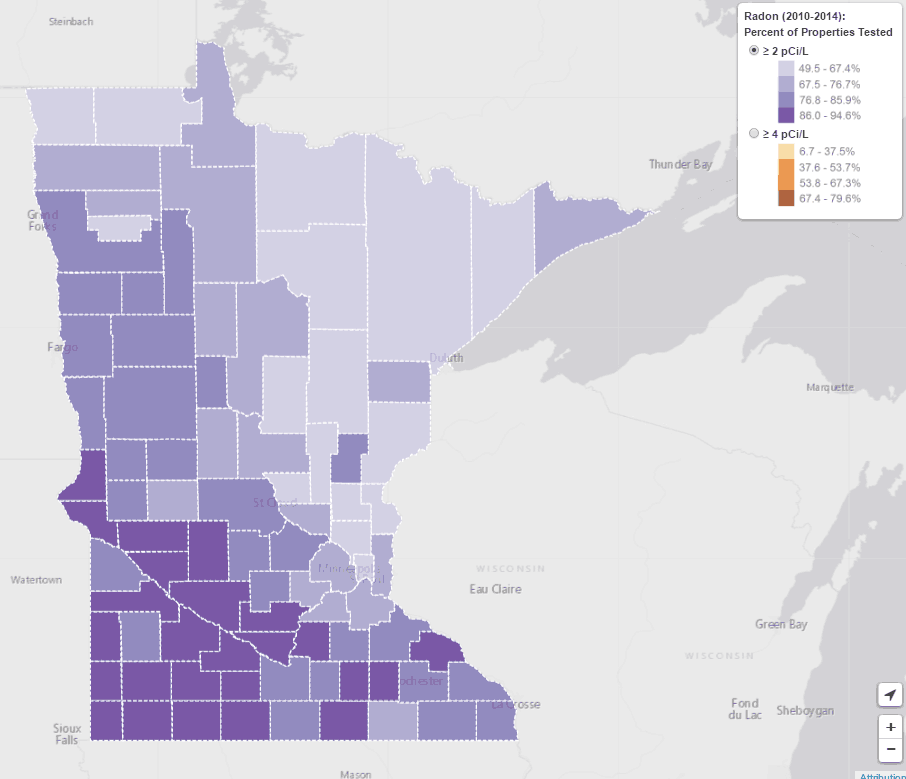 Steinbach
Radon (2010-2014):
Percent of Properties Tested
≥ 2 pCi/L
49.5 - 67.4%
67.5 - 76.7%
76.8 - 85.9%
86.0 - 94.6%
≥ 4 pCi/L
6.7 - 37.5%
37.6 - 53.7%
53.8 - 67.3%
67.4 - 79.6%
Thunder Bay
Grand
Forks
Fargo
Duluth
Marquette
St Cloud
Minneapolis
WISCONSIN
Watertown
Eau Claire
Green Bay
WISCONSIN
ochester
La Crosse
Fond
du Lac
Sheboygan
Sioux
Falls
+
−
Mason
Attribution